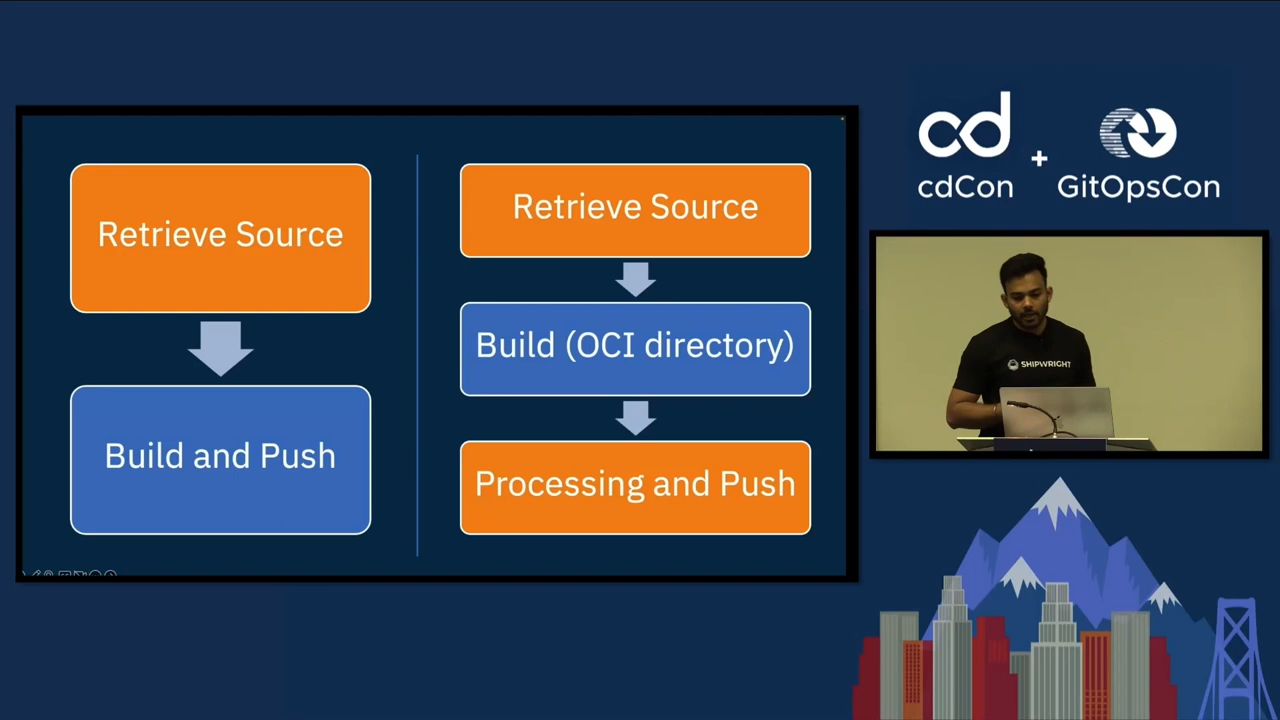 Retrieve Source
Build and Push
Retrieve Source
Build (OCI directory)
Processing and Push
cd
cdCon
+
GitOpsCon
SHIPWRIGHT